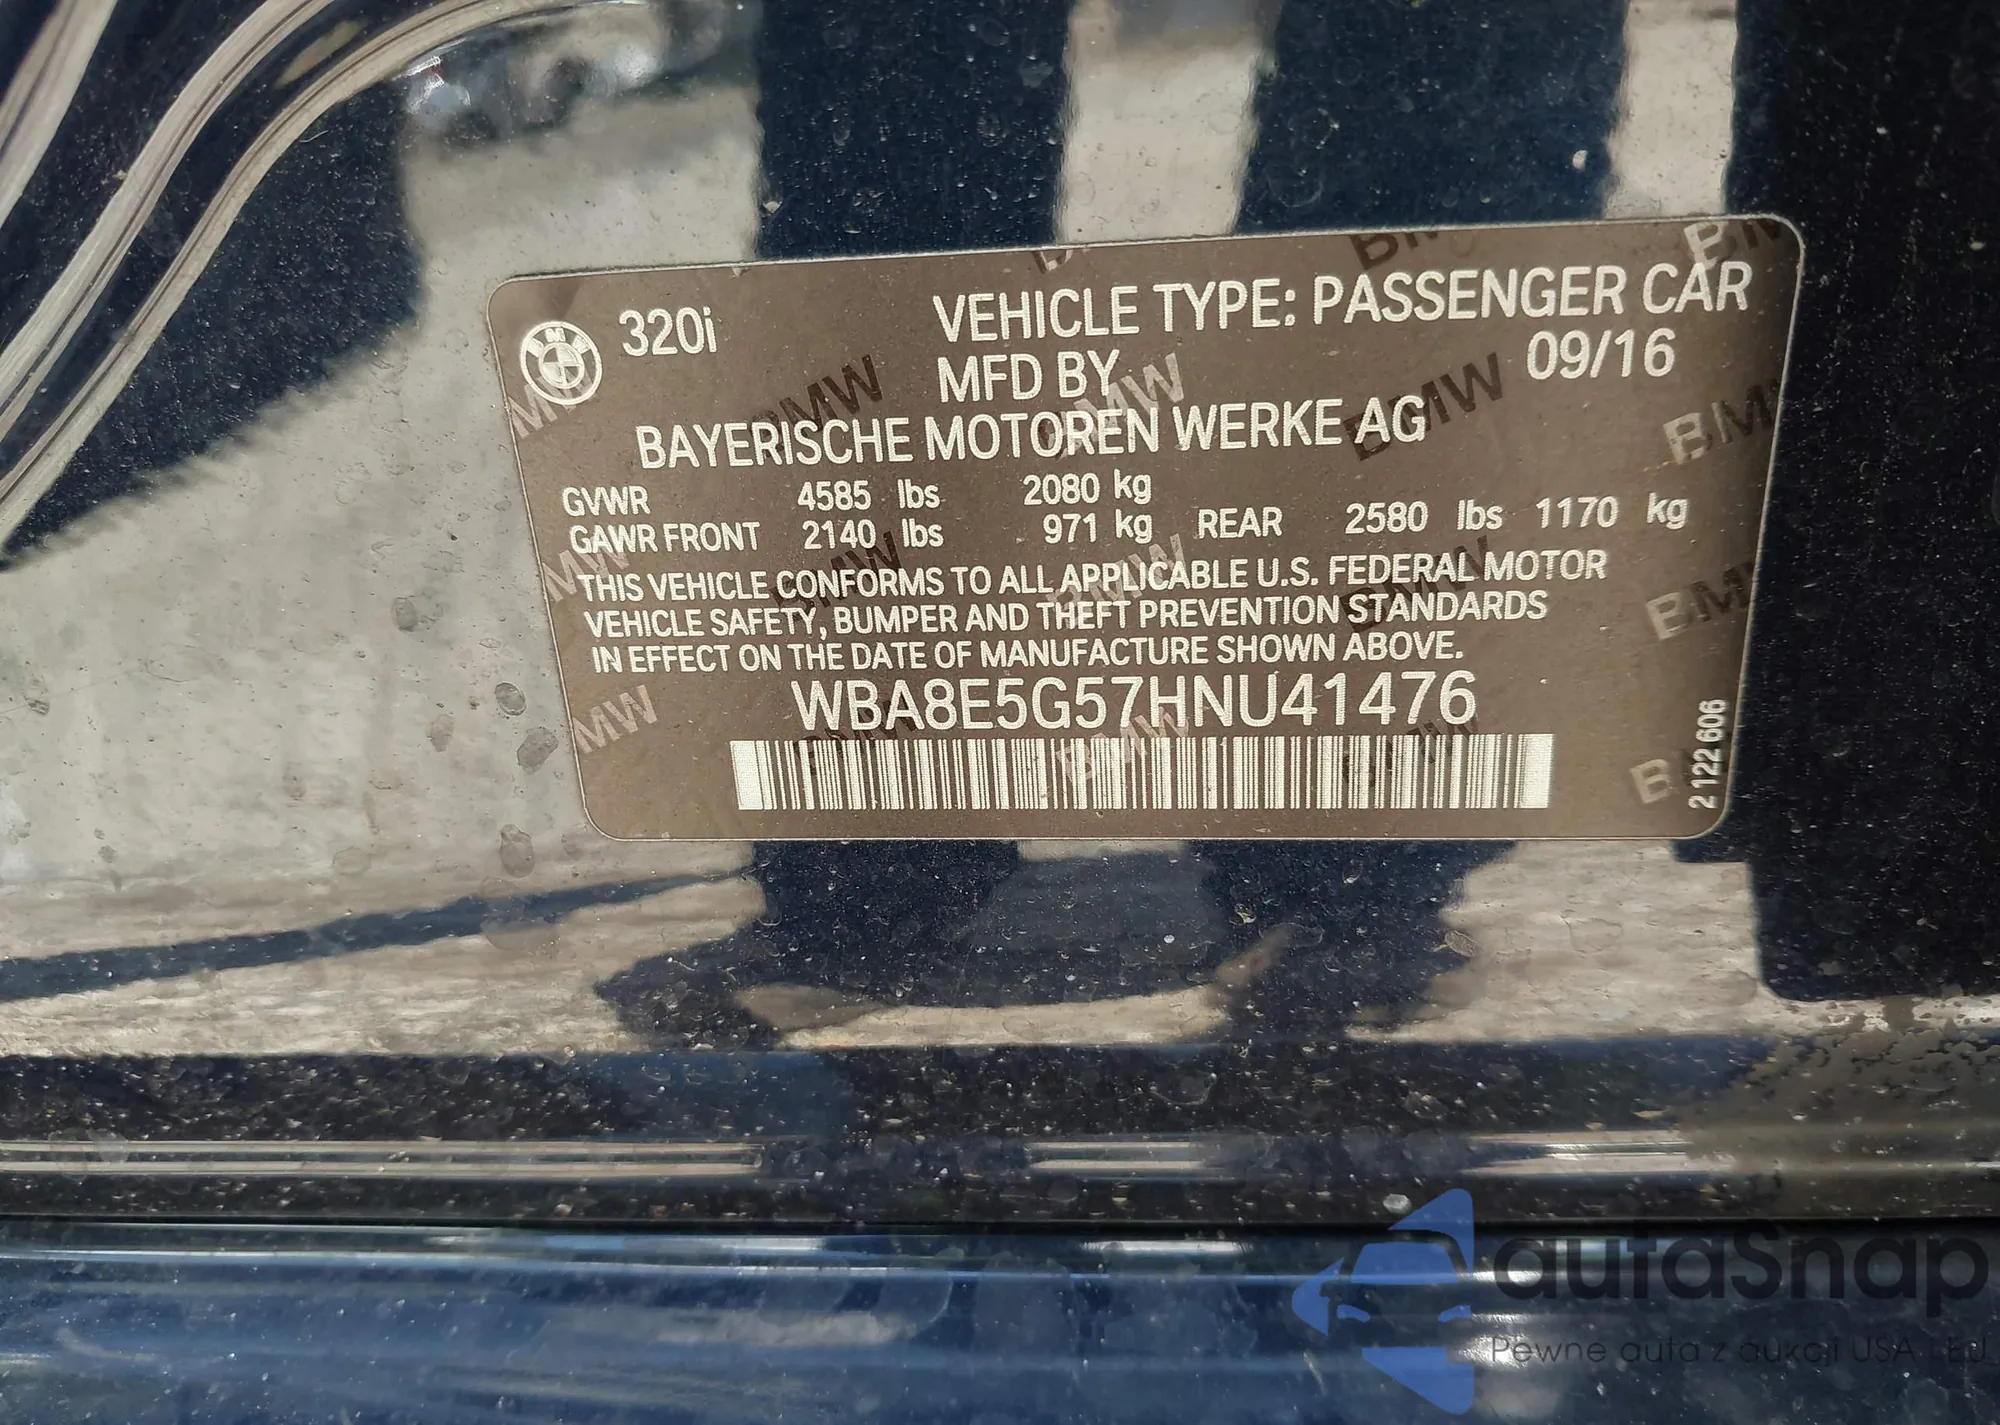 320i
VEHICLE TYPE: PASSENGER CAR
MFD BY
09/16
BAYERISCHE MOTOREN WERKE AG
GVWR 4585 lbs 2080 kg
GAWR FRONT 2140 lbs 971 kg REAR 2580 lbs 1170 kg
THIS VEHICLE CONFORMS TO ALL APPLICABLE U.S. FEDERAL MOTOR
VEHICLE SAFETY, BUMPER AND THEFT PREVENTION STANDARDS
IN EFFECT ON THE DATE OF MANUFACTURE SHOWN ABOVE.
WBA8E5G57HNU41476
2 122 606
BMW
autaSnap
Pewne auta z aukcji USA i EU